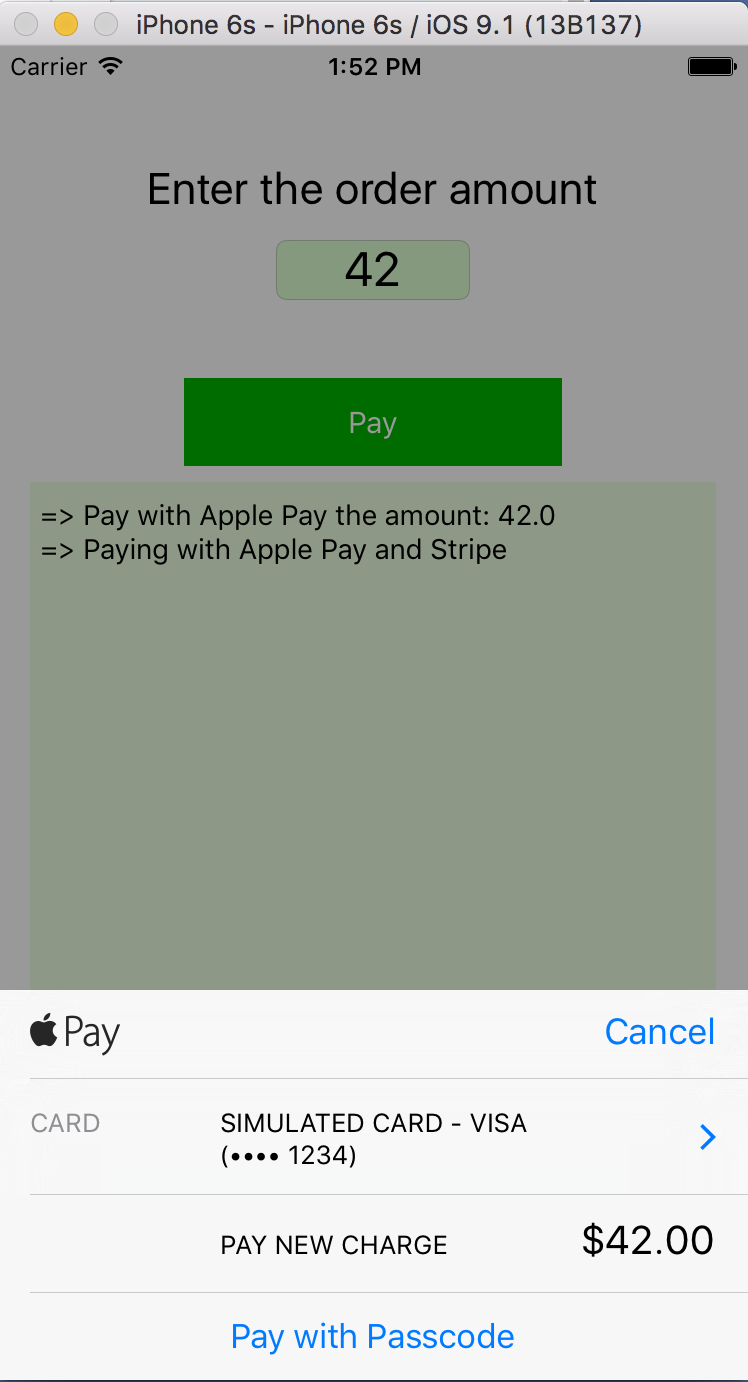 iPhone 6s - iPhone 6s / iOS 9.1 (13B137)
Carrier 1:52 PM
Enter the order amount
42
Pay
=> Pay with Apple Pay the amount: 42.0
=> Paying with Apple Pay and Stripe
Pay Cancel
CARD SIMULATED CARD - VISA
(•••• 1234)
PAY NEW CHARGE $42.00
Pay with Passcode